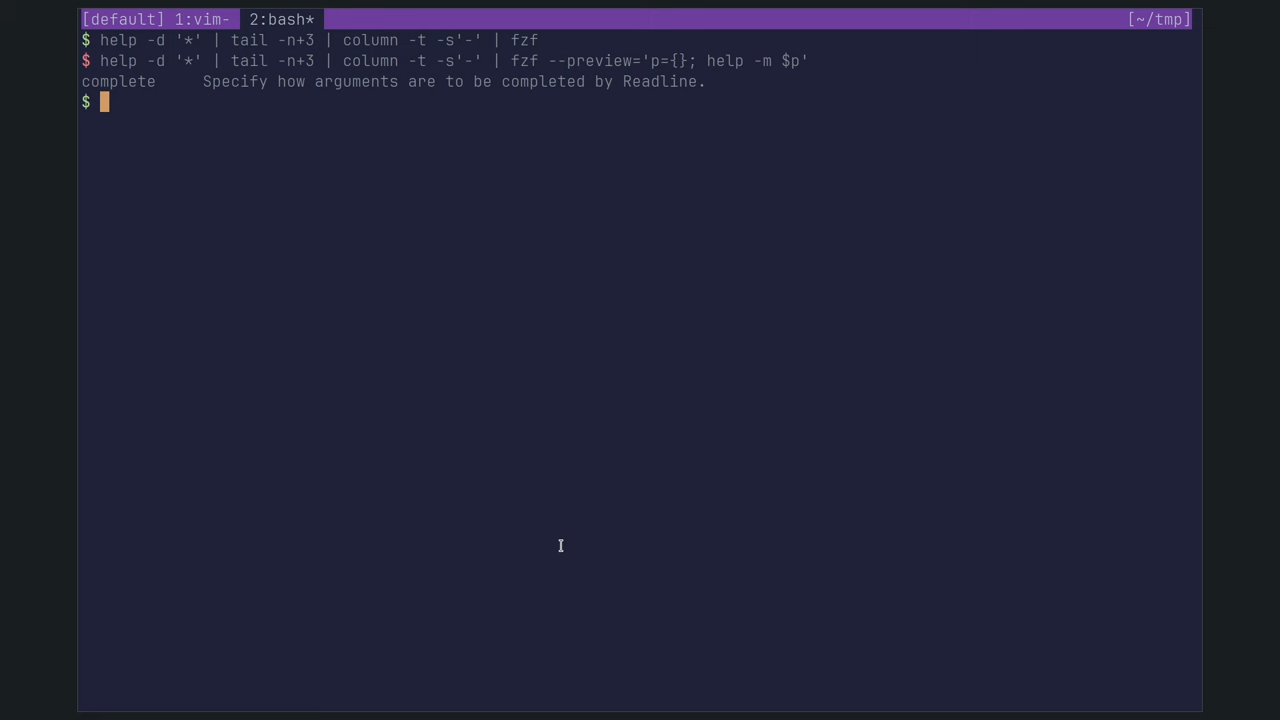 [default] 1:vim- 2:bash* [~/tmp]
$ help -d '*' | tail -n+3 | column -t -s'-' | fzf
$ help -d '*' | tail -n+3 | column -t -s'-' | fzf --preview='p={}; help -m $p'
complete     Specify how arguments are to be completed by Readline.
$